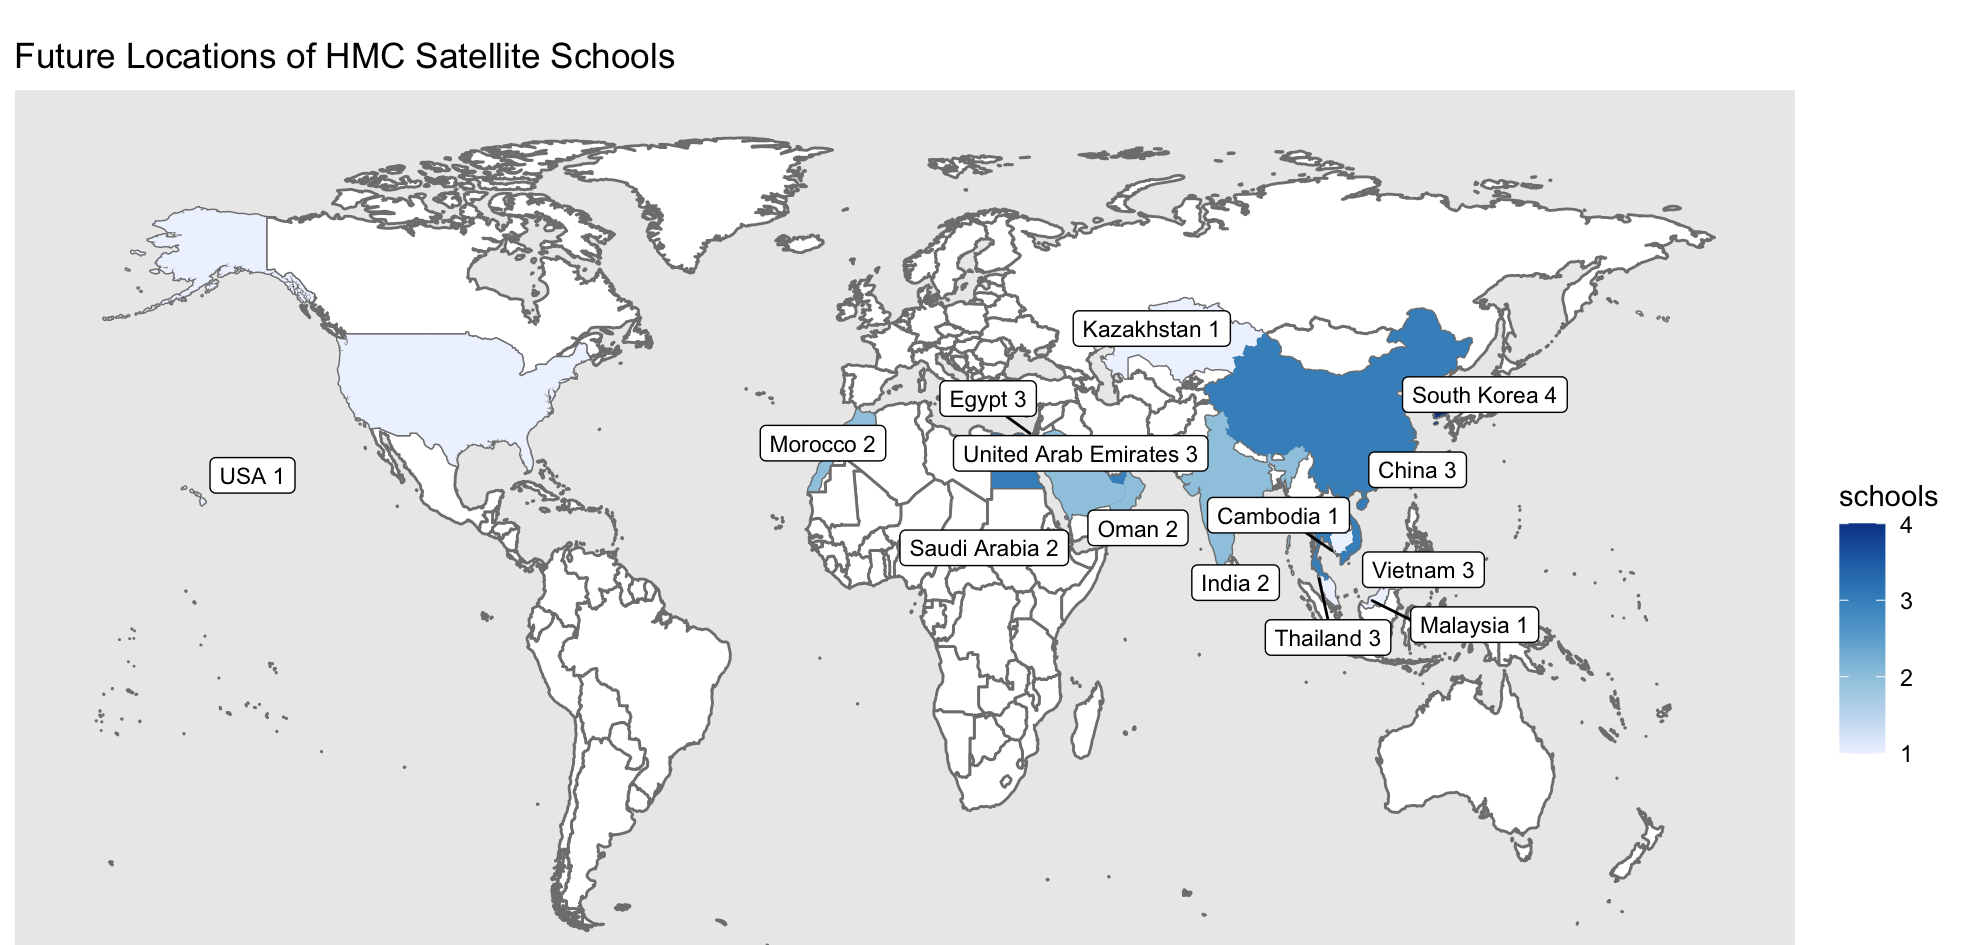 Future Locations of HMC Satellite Schools
Kazakhstan 1
South Korea 4
Egypt 3
Morocco 2
United Arab Emirates 3
China 3
USA 1
Cambodia 1
Oman 2
Saudi Arabia 2
Vietnam 3
India 2
Malaysia 1
Thailand 3
schools
4
3
2
1